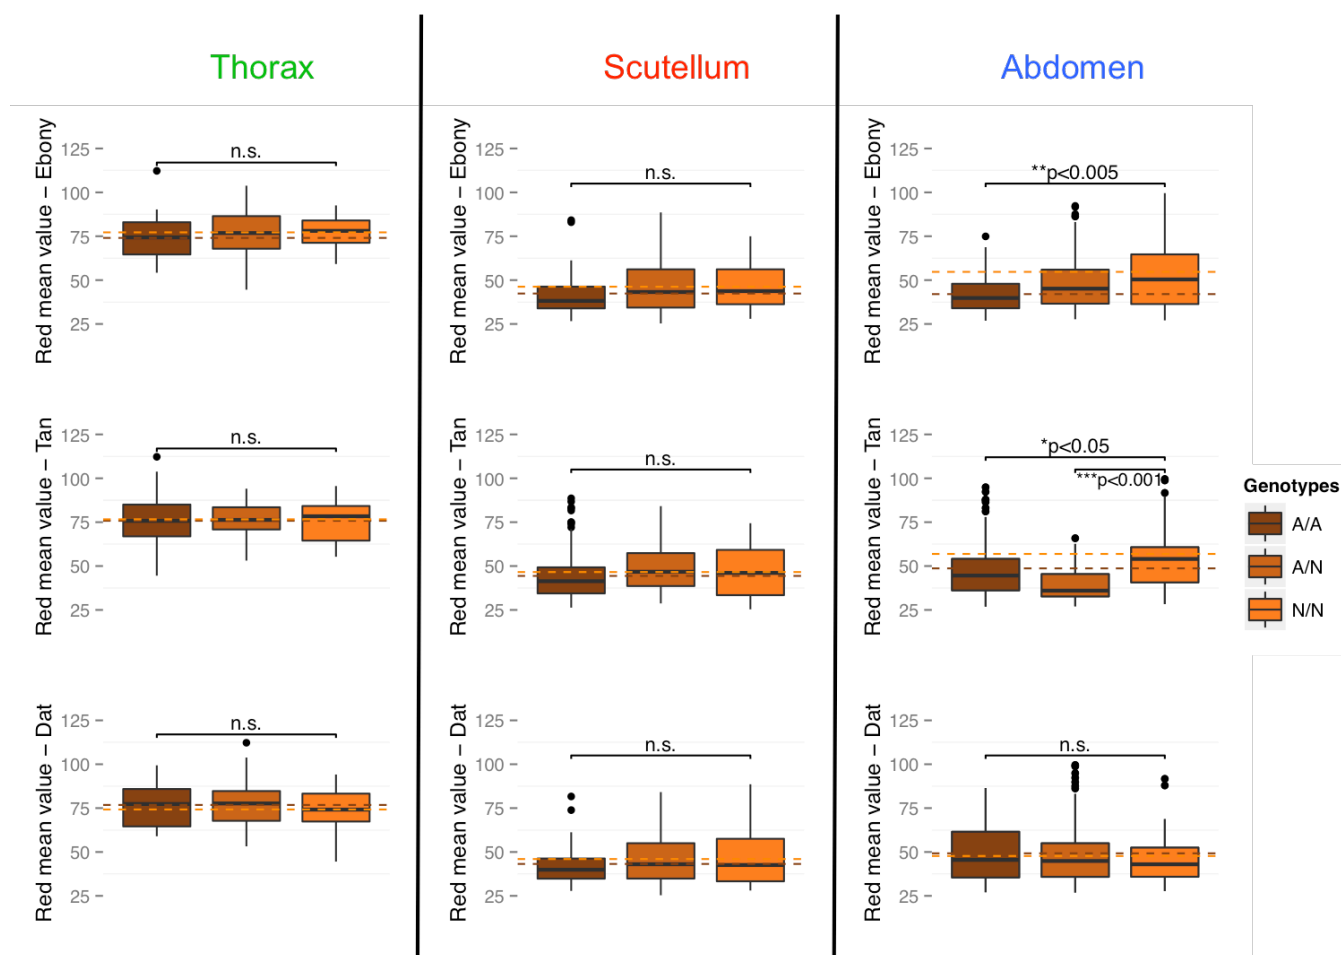 Thorax
Scutellum
Abdomen
Red mean value – Ebony
125
100
75
50
25
n.s.
Red mean value – Ebony
125
100
75
50
25
n.s.
Red mean value – Ebony
125
100
75
50
25
**p<0.005
Red mean value – Tan
125
100
75
50
25
n.s.
Red mean value – Tan
125
100
75
50
25
n.s.
Red mean value – Tan
125
100
75
50
25
*p<0.05
***p<0.001
Genotypes
A/A
A/N
N/N
Red mean value – Dat
125
100
75
50
25
n.s.
Red mean value – Dat
125
100
75
50
25
n.s.
Red mean value – Dat
125
100
75
50
25
n.s.